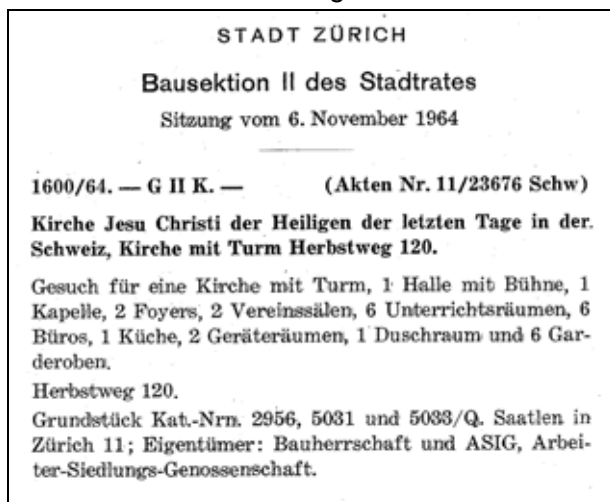 STADT ZÜRICH
Bausektion II des Stadtrates
Sitzung vom 6. November 1964
1600/64. — G II K. — (Akten Nr. 11/23676 Schw)
Kirche Jesu Christi der Heiligen der letzten Tage in der
Schweiz, Kirche mit Turm Herbstweg 120.
Gesuch für eine Kirche mit Turm, 1 Halle mit Bühne, 1
Kapelle, 2 Foyers, 2 Vereinssälen, 6 Unterrichtsräumen, 6
Büros, 1 Küche, 2 Geräteräumen, 1 Duschraum und 6 Gar-
deroben.
Herbstweg 120.
Grundstück Kat.-Nrn. 2956, 5031 und 5033/Q. Saatlen in
Zürich 11; Eigentümer: Bauherrschaft und ASIG, Arbei-
ter-Siedlungs-Genossenschaft.